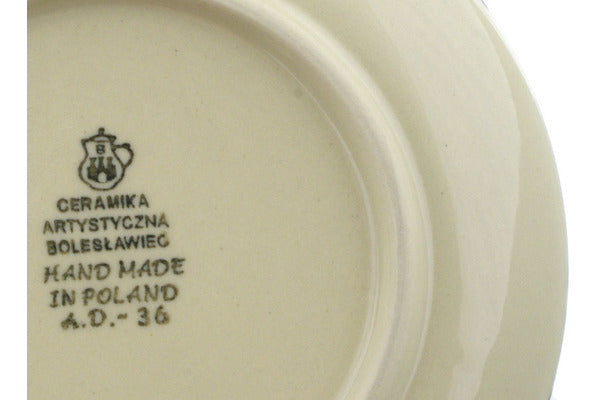 B
CERAMIKA
ARTYSTYCZNA
BOLESŁAWIEC
HAND MADE
IN POLAND
A.D.-36